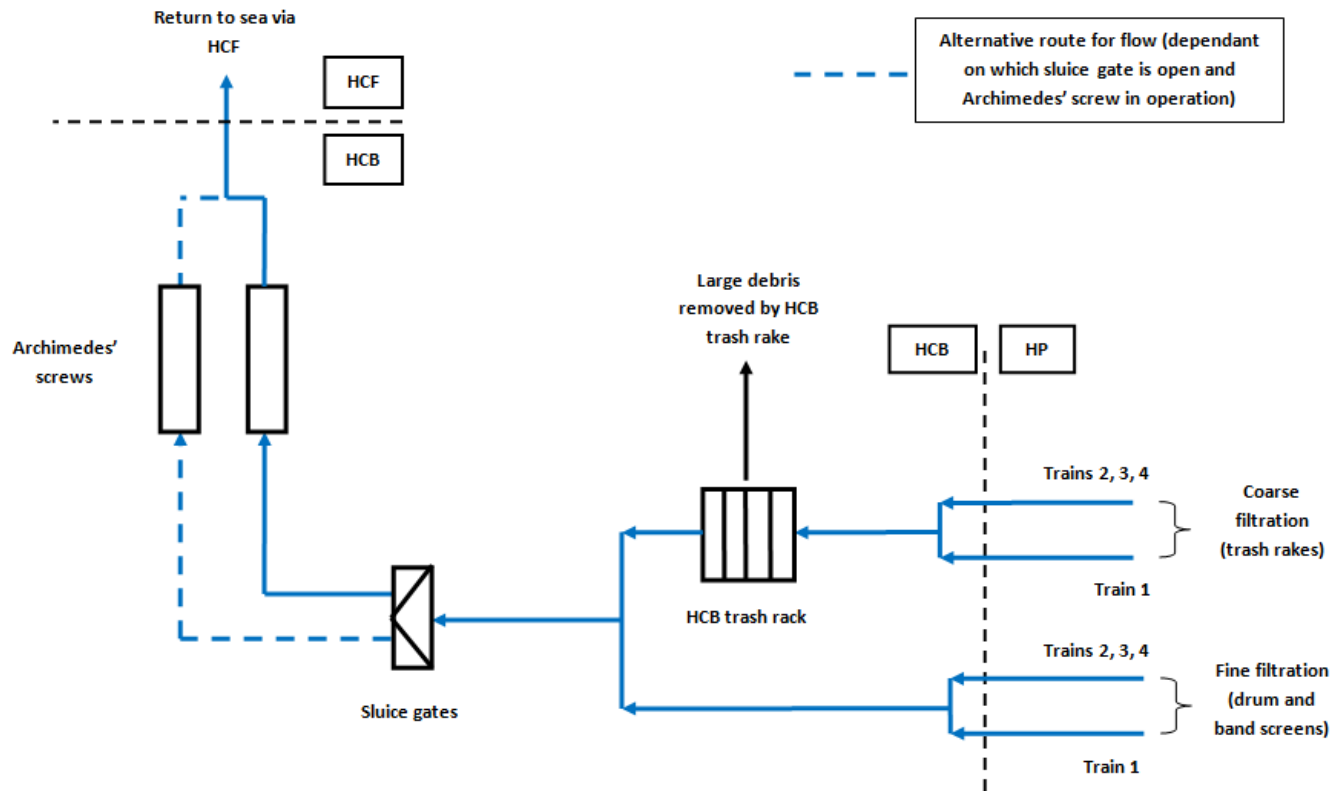 Return to sea via
HCF
HCF
HCB
Alternative route for flow (dependant
on which sluice gate is open and
Archimedes’ screw in operation)
Large debris
removed by HCB
trash rake
HCB
HP
Archimedes’
screws
Trains 2, 3, 4
Coarse
filtration
(trash rakes)
Train 1
HCB trash rack
Trains 2, 3, 4
Fine filtration
(drum and
band screens)
Train 1
Sluice gates